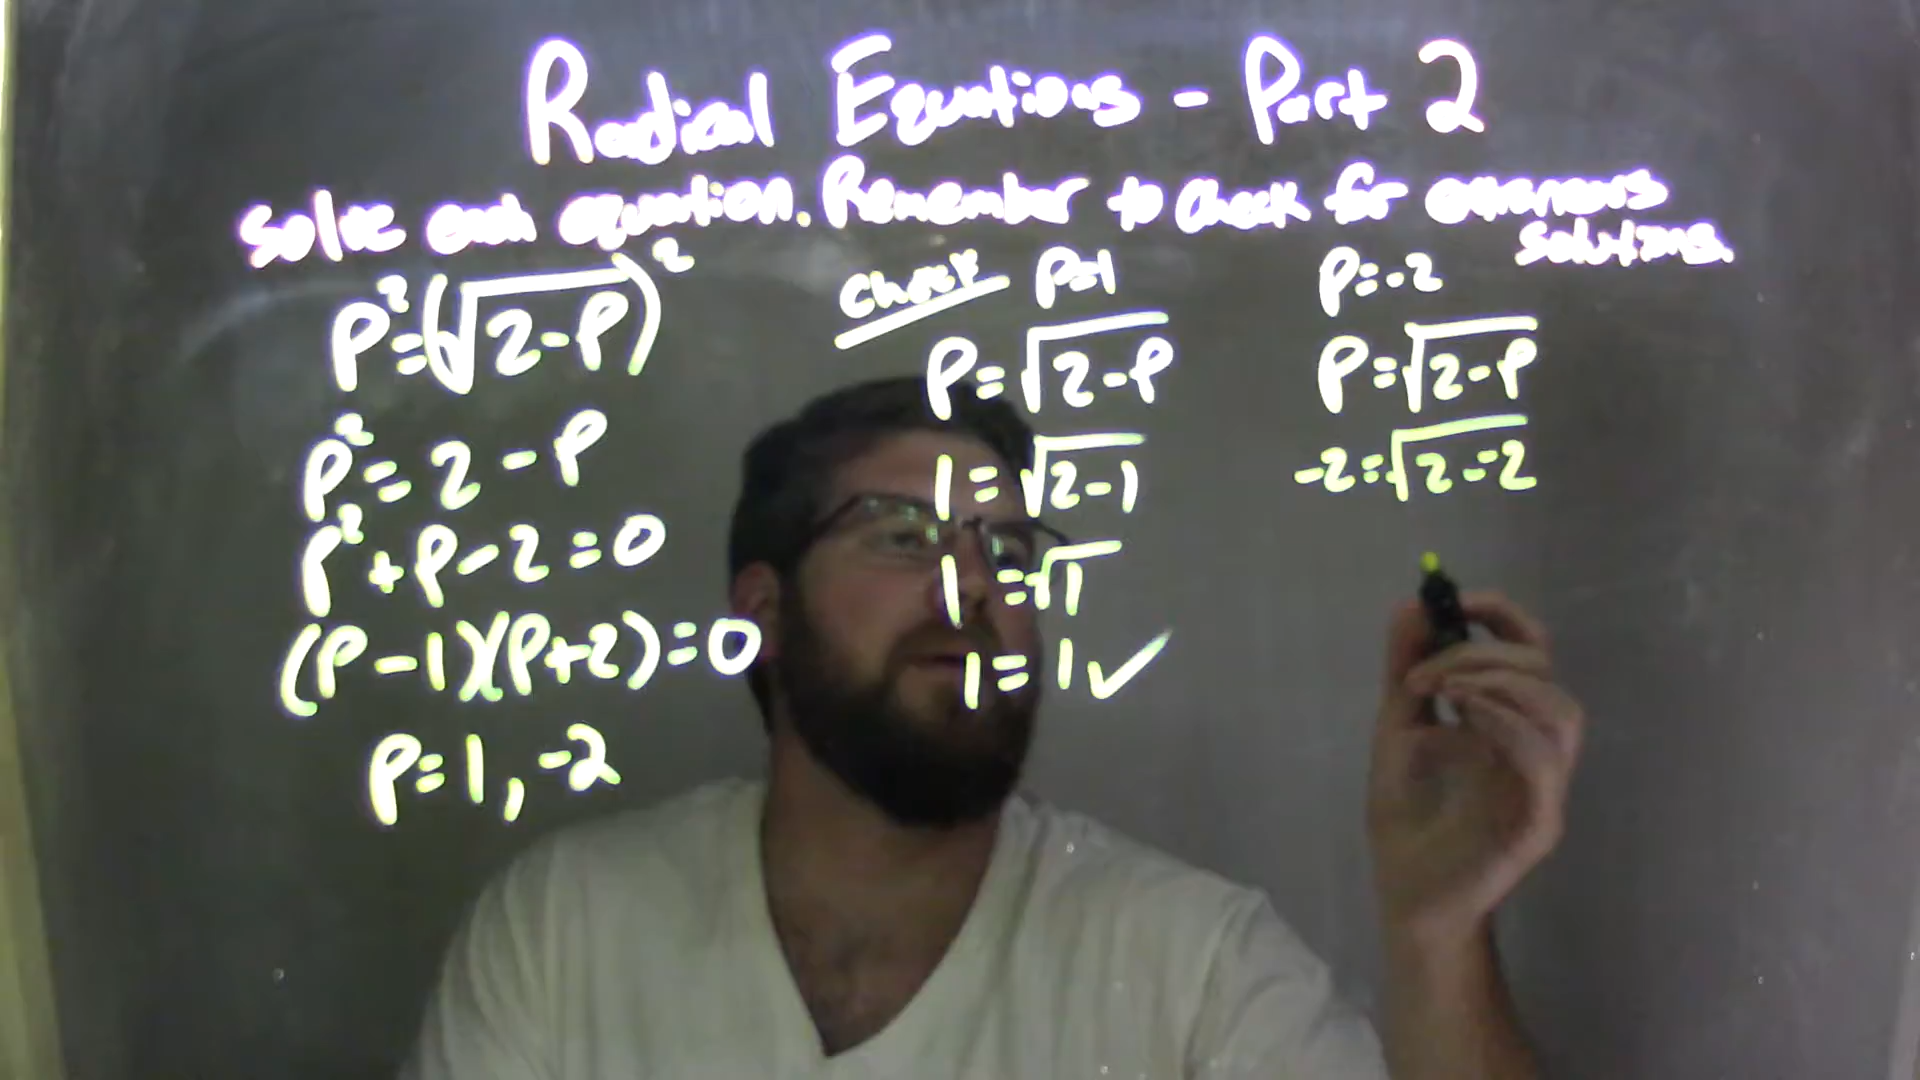 Radical Equations - Part 2
Solve each equation. Remember to check for
solutions.
p²=(√2-p)²
p²=2-p
p²+p-2=0
(p-1)(p+2)=0
p=1,-2
Check p=1
p=√2-p
1=√2-1
1=√1
1=1✓
p=-2
p=√2-p
-2=√2--2